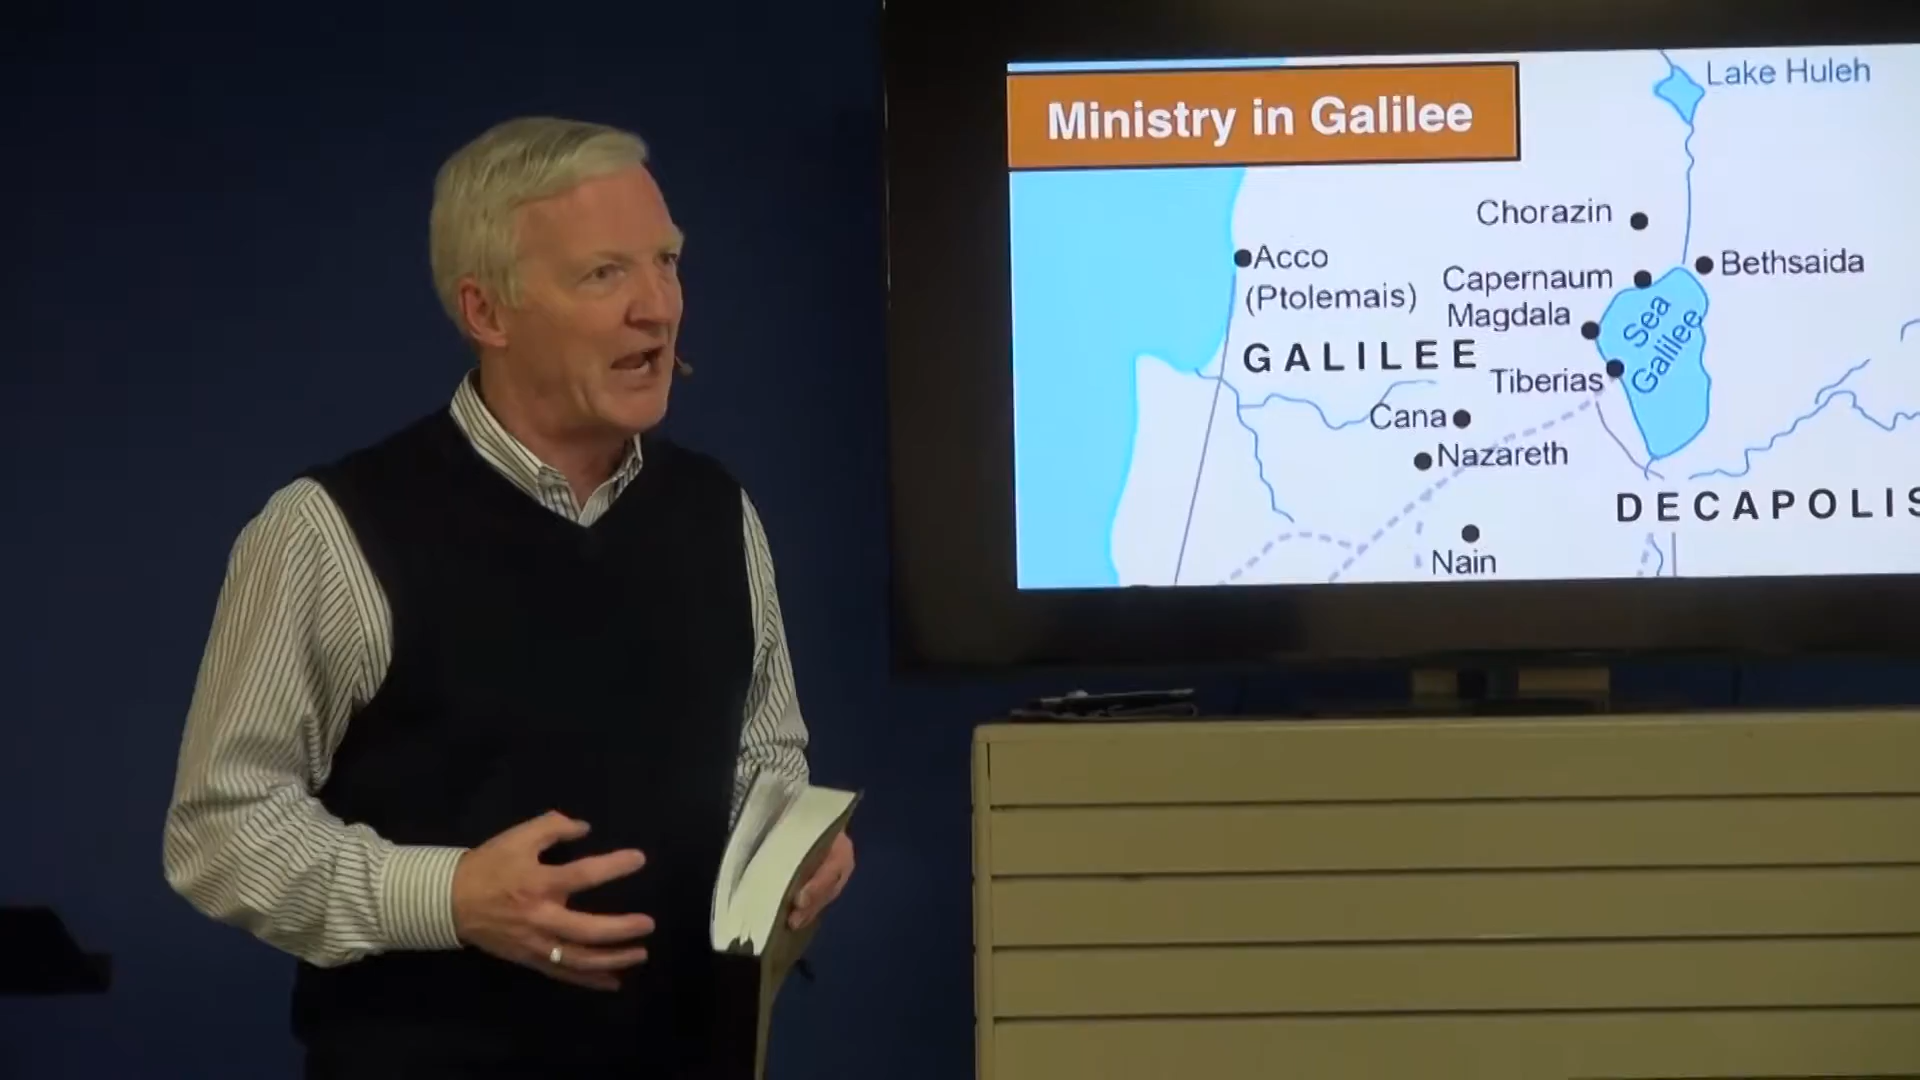 Ministry in Galilee
Lake Huleh
Chorazin
Acco
(Ptolemais)
Bethsaida
Capernaum
Magdala
Sea
Galilee
GALILEE
Tiberias
Cana
Nazareth
DECAPOLIS
Nain